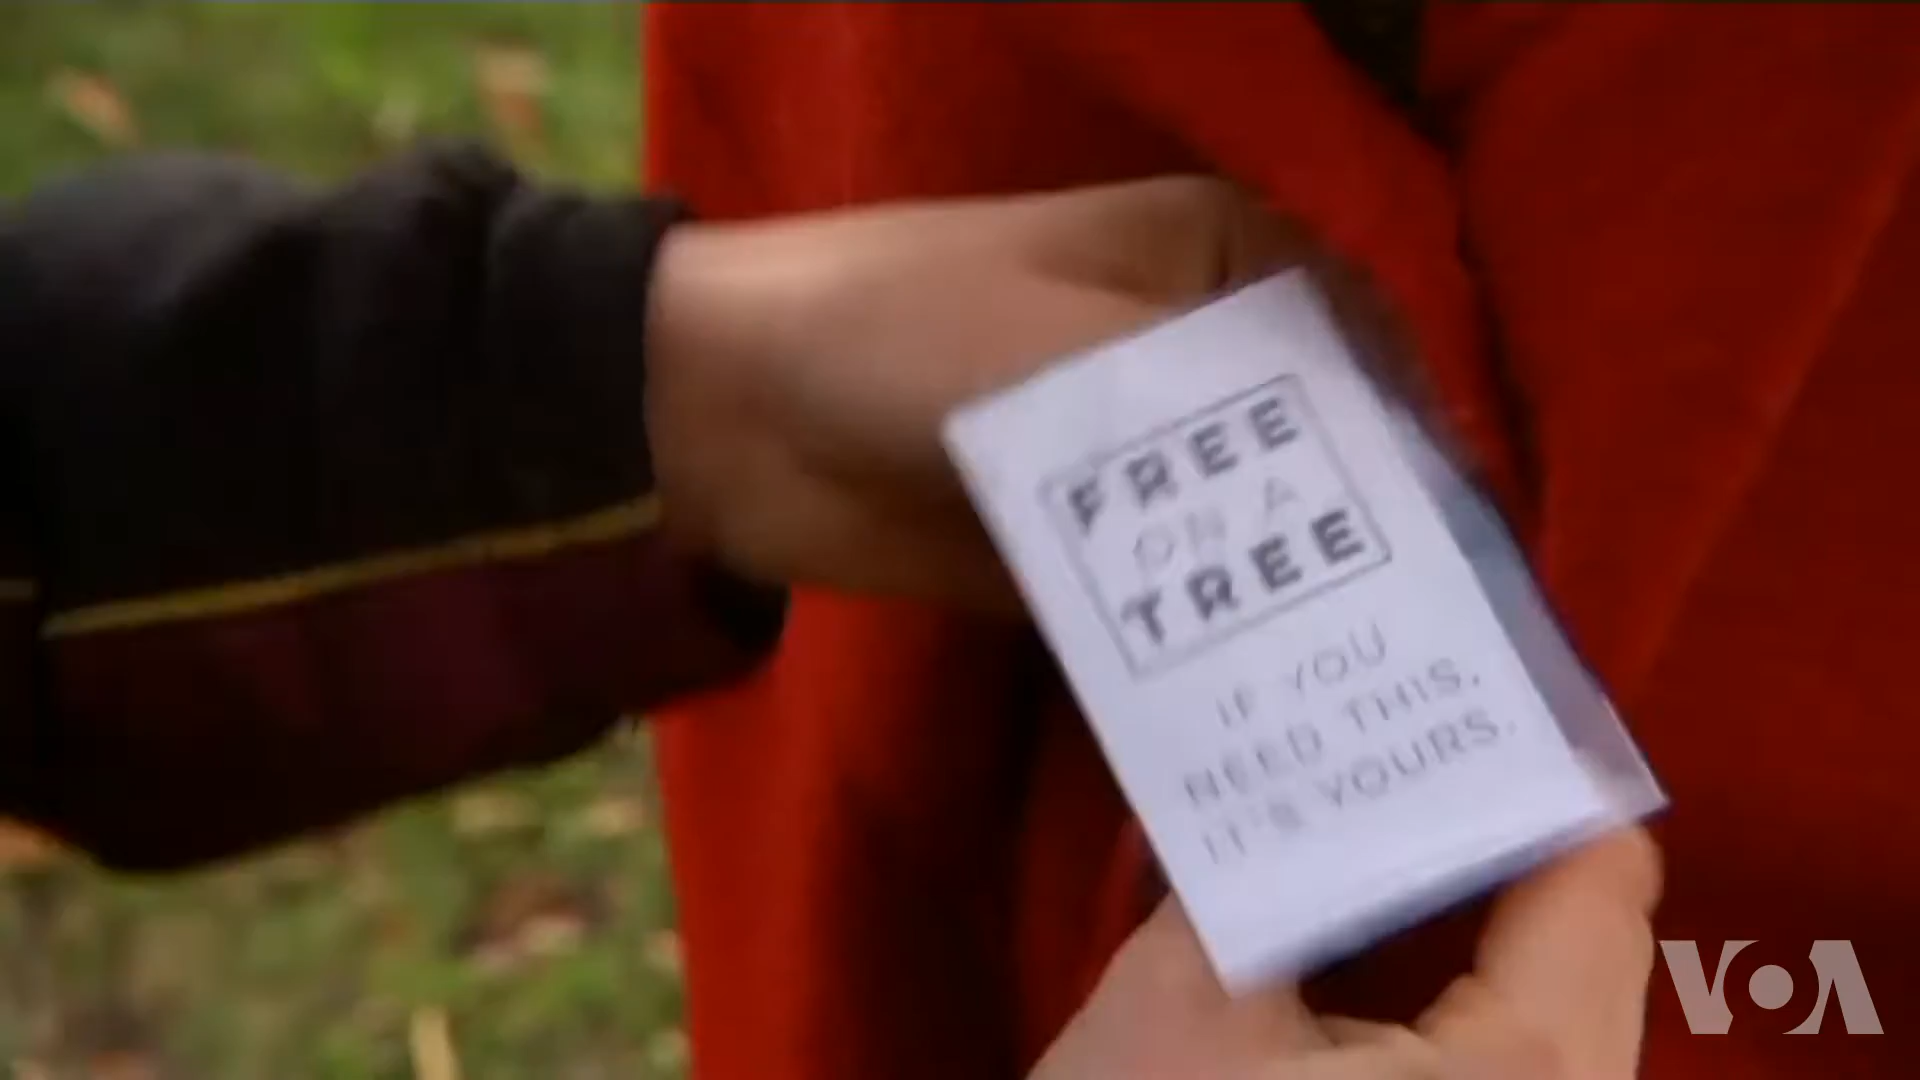 FREE
ON A
TREE
IF YOU
NEED THIS,
IT'S YOURS.
VOA